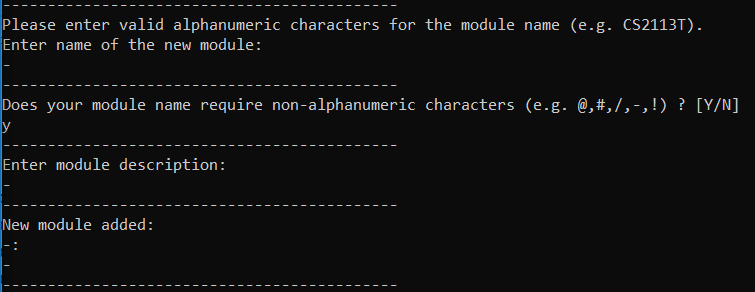 -------------------------------------------
Please enter valid alphanumeric characters for the module name (e.g. CS2113T).
Enter name of the new module:
-
-------------------------------------------
Does your module name require non-alphanumeric characters (e.g. @,#,/,-,!) ? [Y/N]
y
-------------------------------------------
Enter module description:
-
-------------------------------------------
New module added:
-:
-
-------------------------------------------